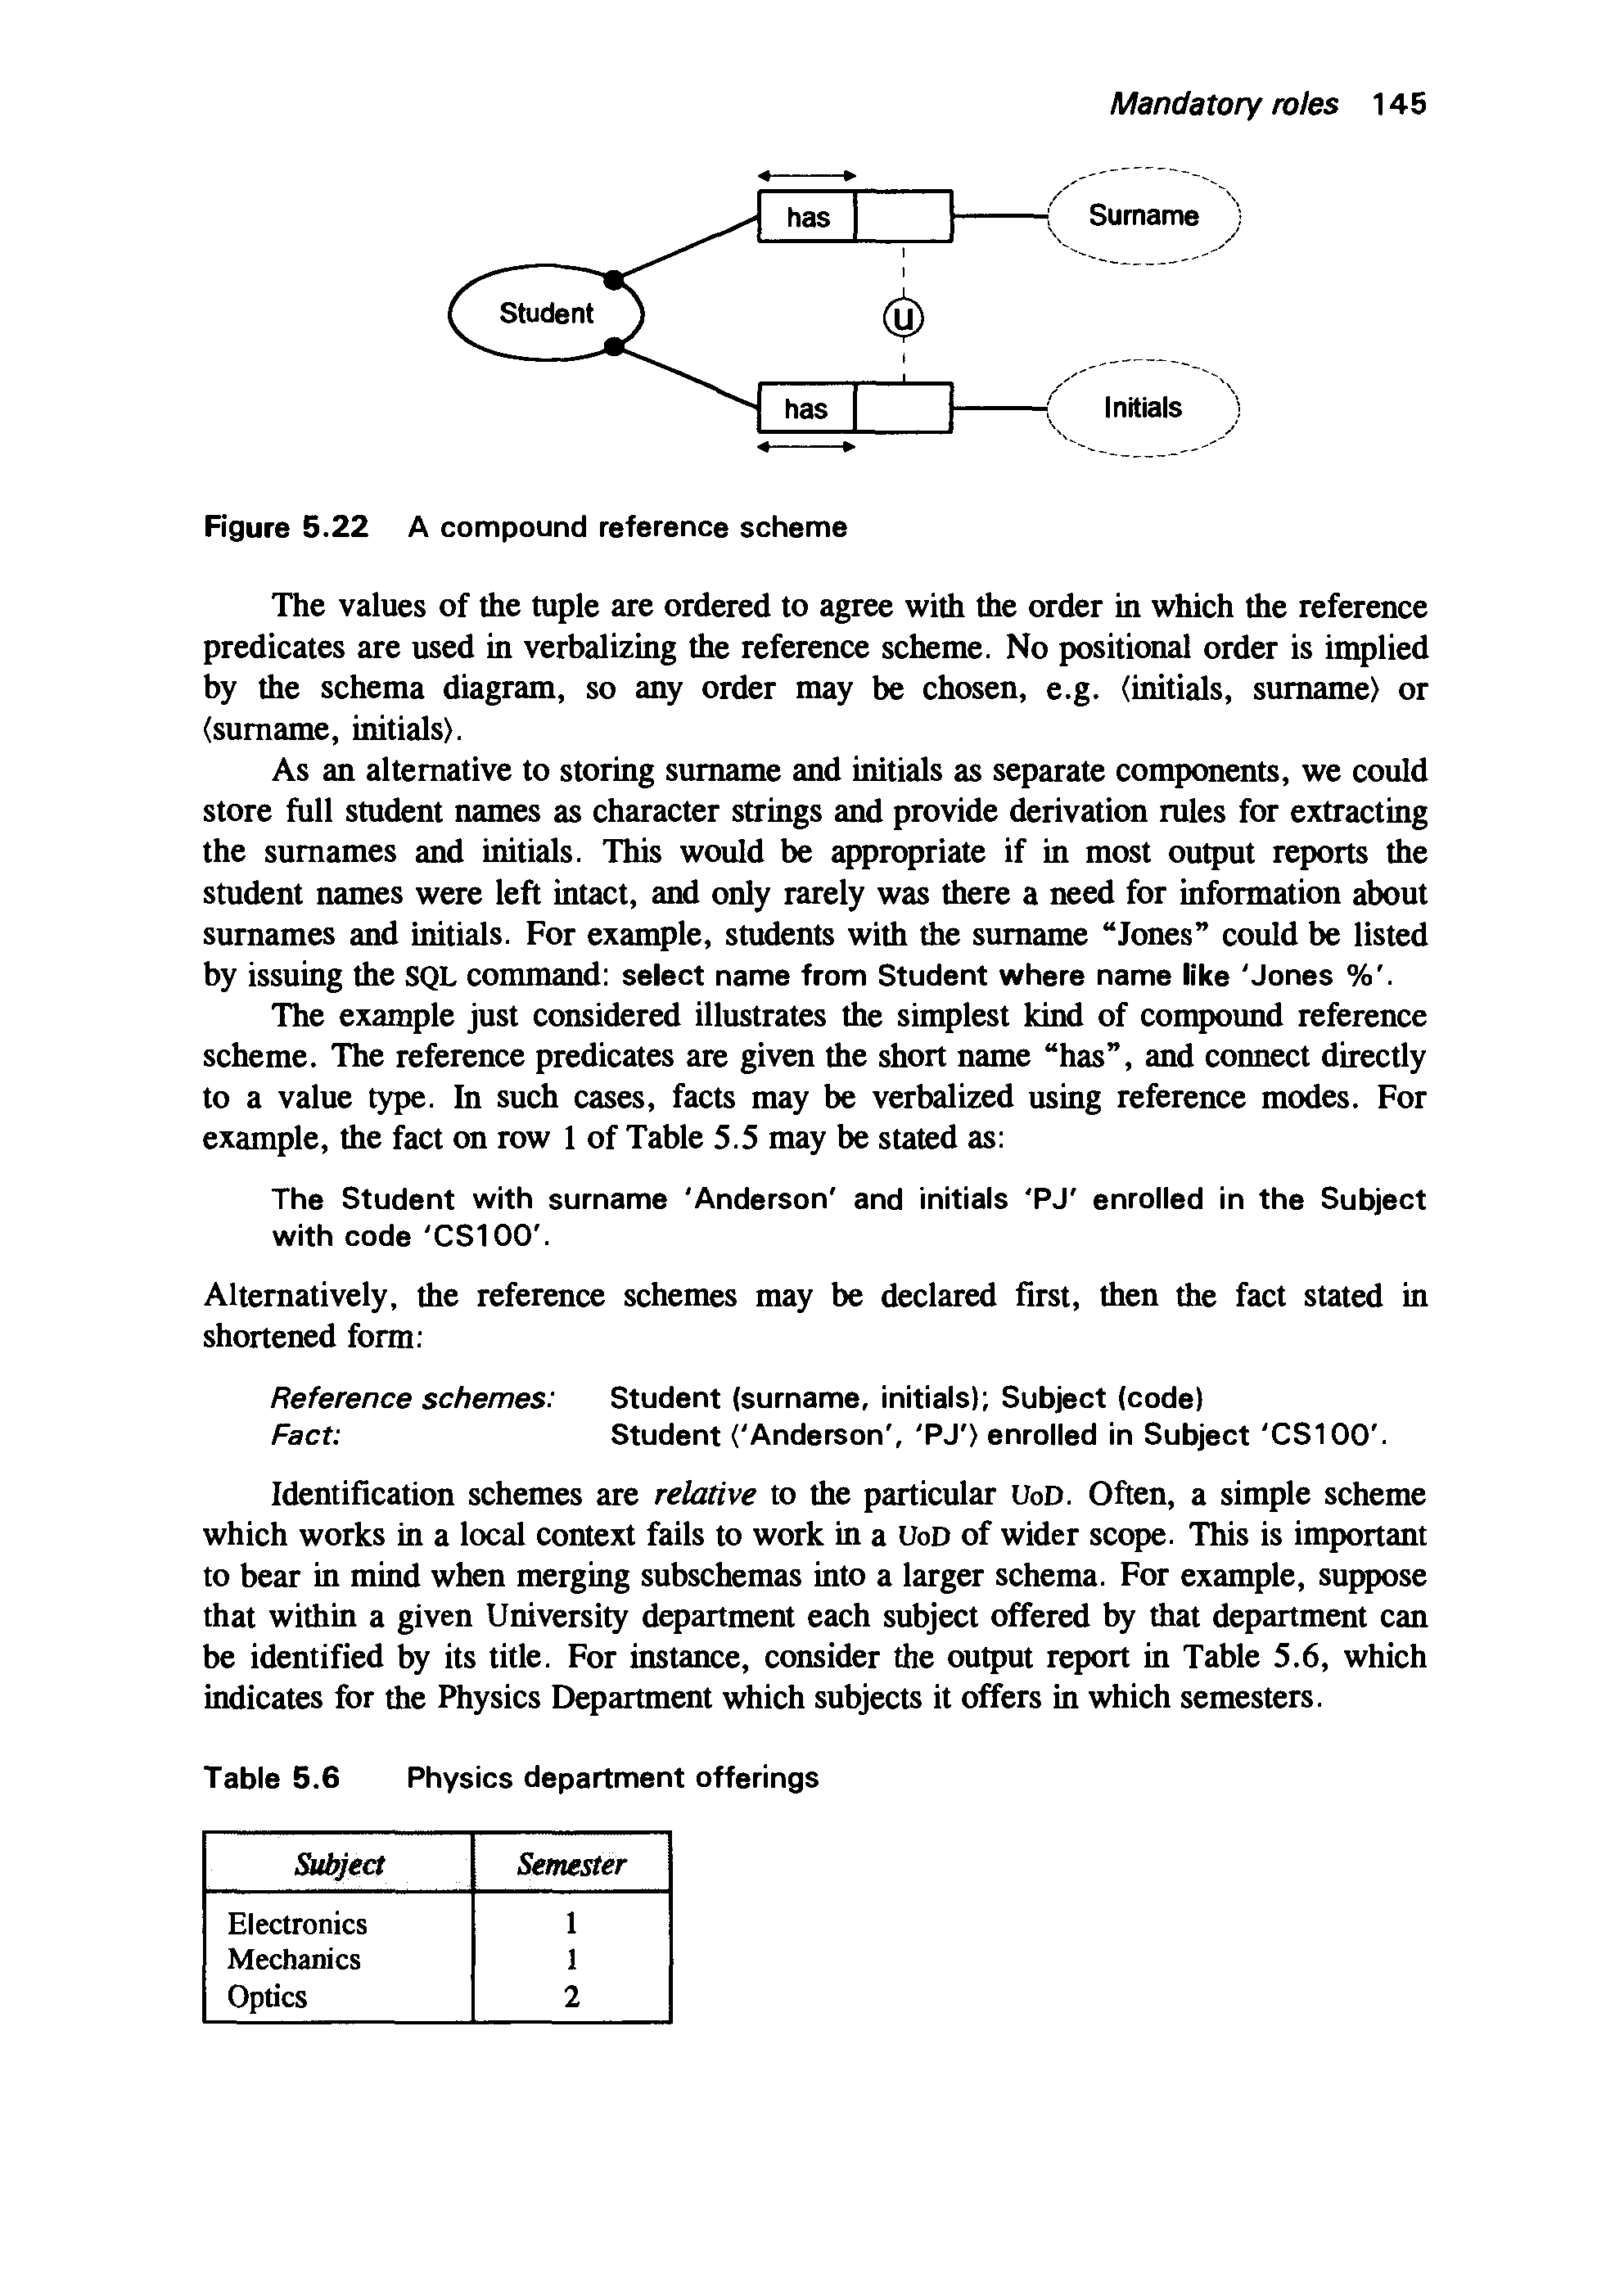 Mandatory roles 145
has
Surname
Student
U
has
Initials
Figure 5.22 A compound reference scheme
The values of the tuple are ordered to agree with the order in which the reference
predicates are used in verbalizing the reference scheme. No positional order is implied
by the schema diagram, so any order may be chosen, e.g. ⟨initials, surname⟩ or
⟨surname, initials⟩.
As an alternative to storing surname and initials as separate components, we could
store full student names as character strings and provide derivation rules for extracting
the surnames and initials. This would be appropriate if in most output reports the
student names were left intact, and only rarely was there a need for information about
surnames and initials. For example, students with the surname “Jones” could be listed
by issuing the SQL command: select name from Student where name like 'Jones %'.
The example just considered illustrates the simplest kind of compound reference
scheme. The reference predicates are given the short name “has”, and connect directly
to a value type. In such cases, facts may be verbalized using reference modes. For
example, the fact on row 1 of Table 5.5 may be stated as:
The Student with surname 'Anderson' and initials 'PJ' enrolled in the Subject
with code 'CS100'.
Alternatively, the reference schemes may be declared first, then the fact stated in
shortened form:
Reference schemes: Student (surname, initials); Subject (code)
Fact: Student ⟨'Anderson', 'PJ'⟩ enrolled in Subject 'CS100'.
Identification schemes are relative to the particular UoD. Often, a simple scheme
which works in a local context fails to work in a UoD of wider scope. This is important
to bear in mind when merging subschemas into a larger schema. For example, suppose
that within a given University department each subject offered by that department can
be identified by its title. For instance, consider the output report in Table 5.6, which
indicates for the Physics Department which subjects it offers in which semesters.
Table 5.6 Physics department offerings
Subject Semester
Electronics 1
Mechanics 1
Optics 2